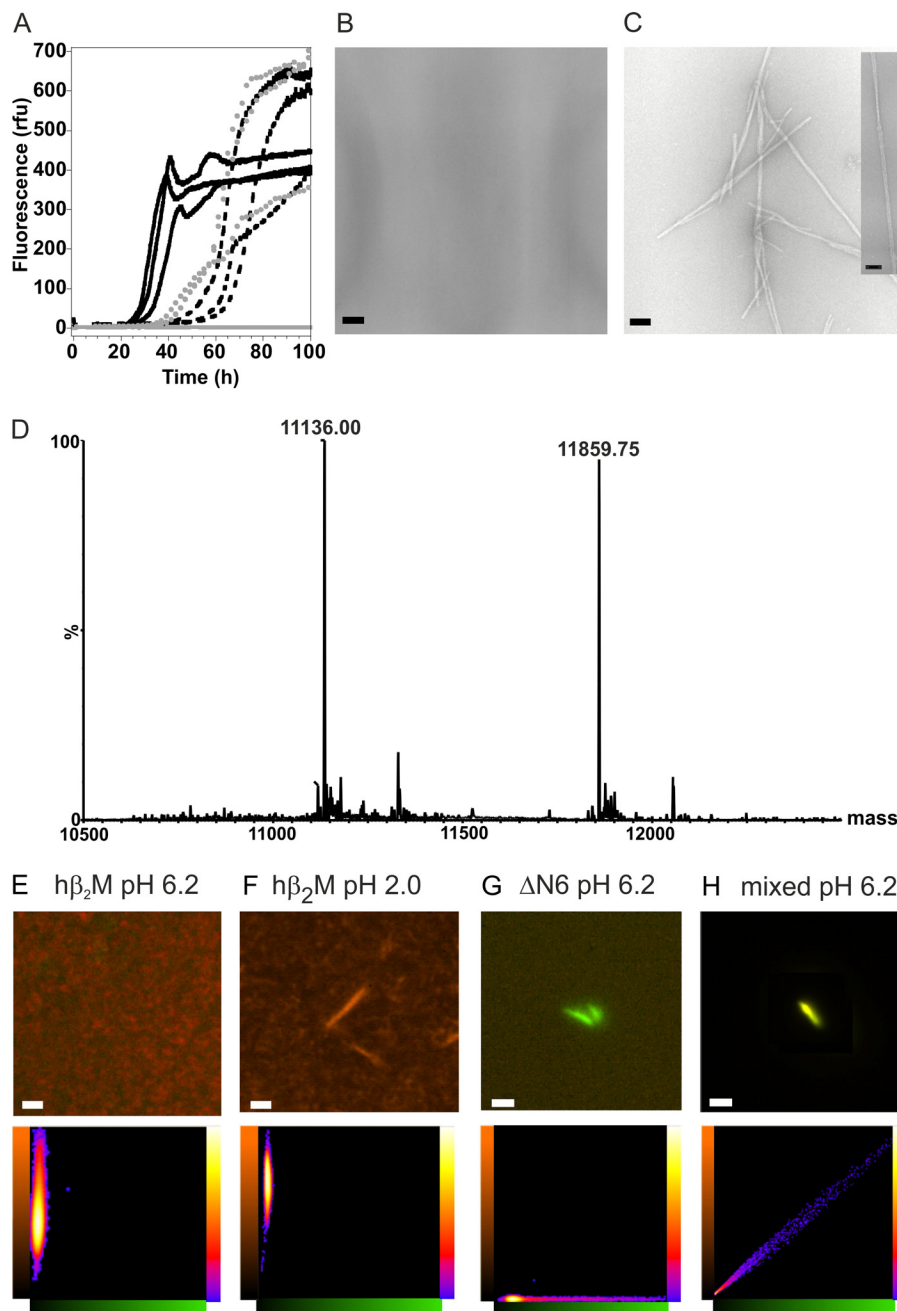 A
B
C
700
600
500
400
300
200
100
0
Fluorescence (rfu)
0 20 40 60 80 100
Time (h)
D
11136.00
11859.75
100
%
0
10500 11000 11500 12000 mass
E hβ₂M pH 6.2
F hβ₂M pH 2.0
G ΔN6 pH 6.2
H mixed pH 6.2